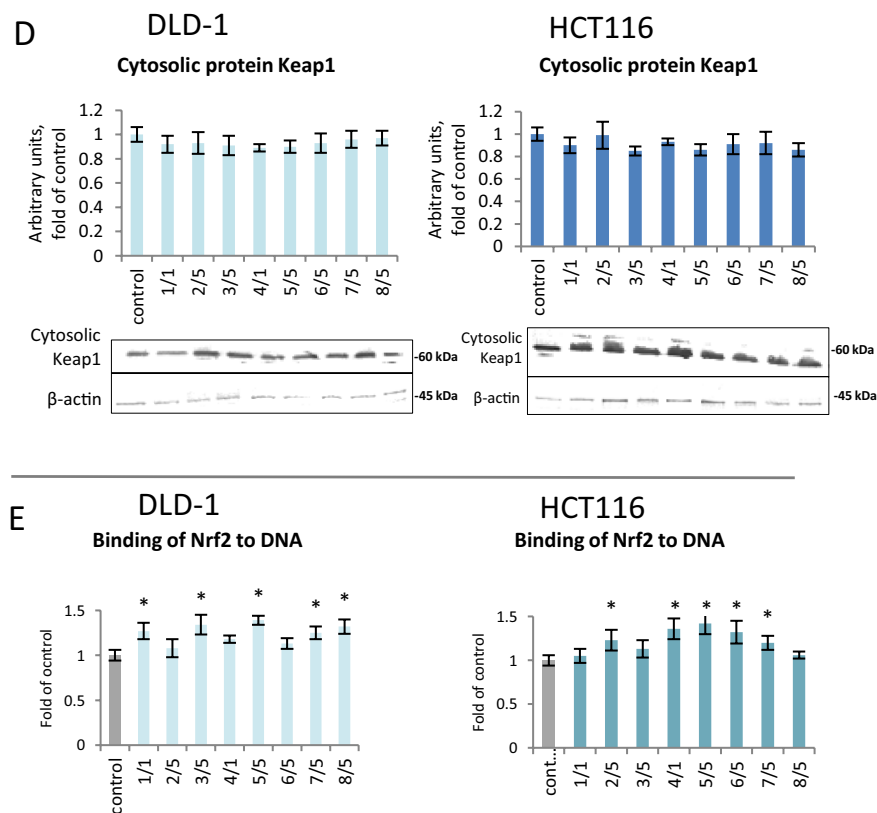 D
DLD-1
Cytosolic protein Keap1
Arbitrary units,
fold of control
1.2
1
0.8
0.6
0.4
0.2
0
control
1/1
2/5
3/5
4/1
5/5
6/5
7/5
8/5
Cytosolic
Keap1
-60 kDa
β-actin
-45 kDa
HCT116
Cytosolic protein Keap1
Arbitrary units,
fold of control
1.2
1
0.8
0.6
0.4
0.2
0
control
1/1
2/5
3/5
4/1
5/5
6/5
7/5
8/5
Cytosolic
Keap1
-60 kDa
β-actin
-45 kDa
E
DLD-1
Binding of Nrf2 to DNA
Fold of ocntrol
1.5
1
0.5
0
* * * * *
control
1/1
2/5
3/5
4/1
5/5
6/5
7/5
8/5
HCT116
Binding of Nrf2 to DNA
Fold of control
1.5
1
0.5
0
* * * * *
cont...
1/1
2/5
3/5
4/1
5/5
6/5
7/5
8/5